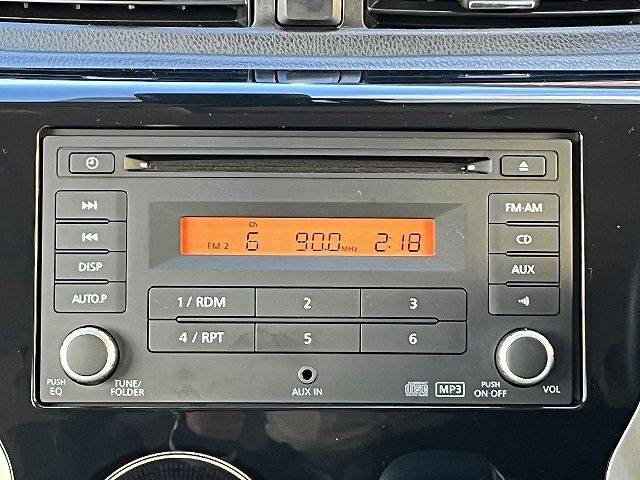 FM-AM
Ch
FM 2 6 90.0 MHz 2:18
CD
DISP
AUX
AUTO.P
1 / RDM 2 3
4 / RPT 5 6
PUSH
EQ
TUNE/
FOLDER
AUX IN
MP3
PUSH
ON OFF
VOL